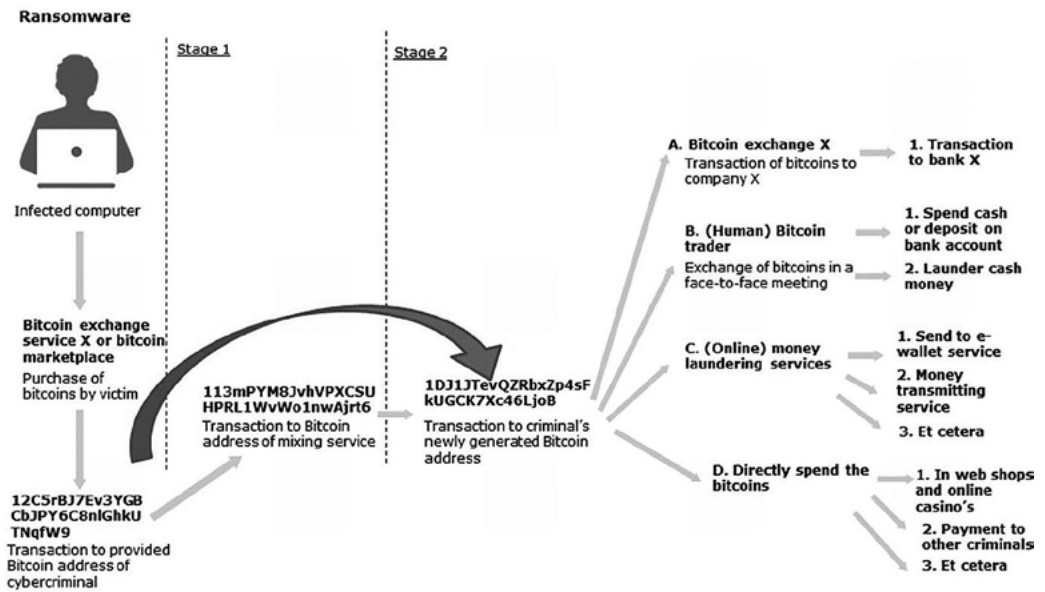 Ransomware
Infected computer
Bitcoin exchange
service X or bitcoin
marketplace
Purchase of
bitcoins by victim
12C5rBJ7Ev3YGB
CbJPY6C8nlGhkU
TNqfW9
Transaction to provided
Bitcoin address of
cybercriminal
Stage 1
113mPYM8JvhVPXCSU
HPRL1WvWo1nwAjrt6
Transaction to Bitcoin
address of mixing service
Stage 2
1DJ1JTevQZRbxZp4sF
kUGCK7Xc46LjoB
Transaction to criminal's
newly generated Bitcoin
address
A. Bitcoin exchange X
Transaction of bitcoins to
company X
1. Transaction
to bank X
B. (Human) Bitcoin
trader
Exchange of bitcoins in a
face-to-face meeting
1. Spend cash
or deposit on
bank account
2. Launder cash
money
C. (Online) money
laundering services
1. Send to e-
wallet service
2. Money
transmitting
service
3. Et cetera
D. Directly spend the
bitcoins
1. In web shops
and online
casino's
2. Payment to
other criminals
3. Et cetera